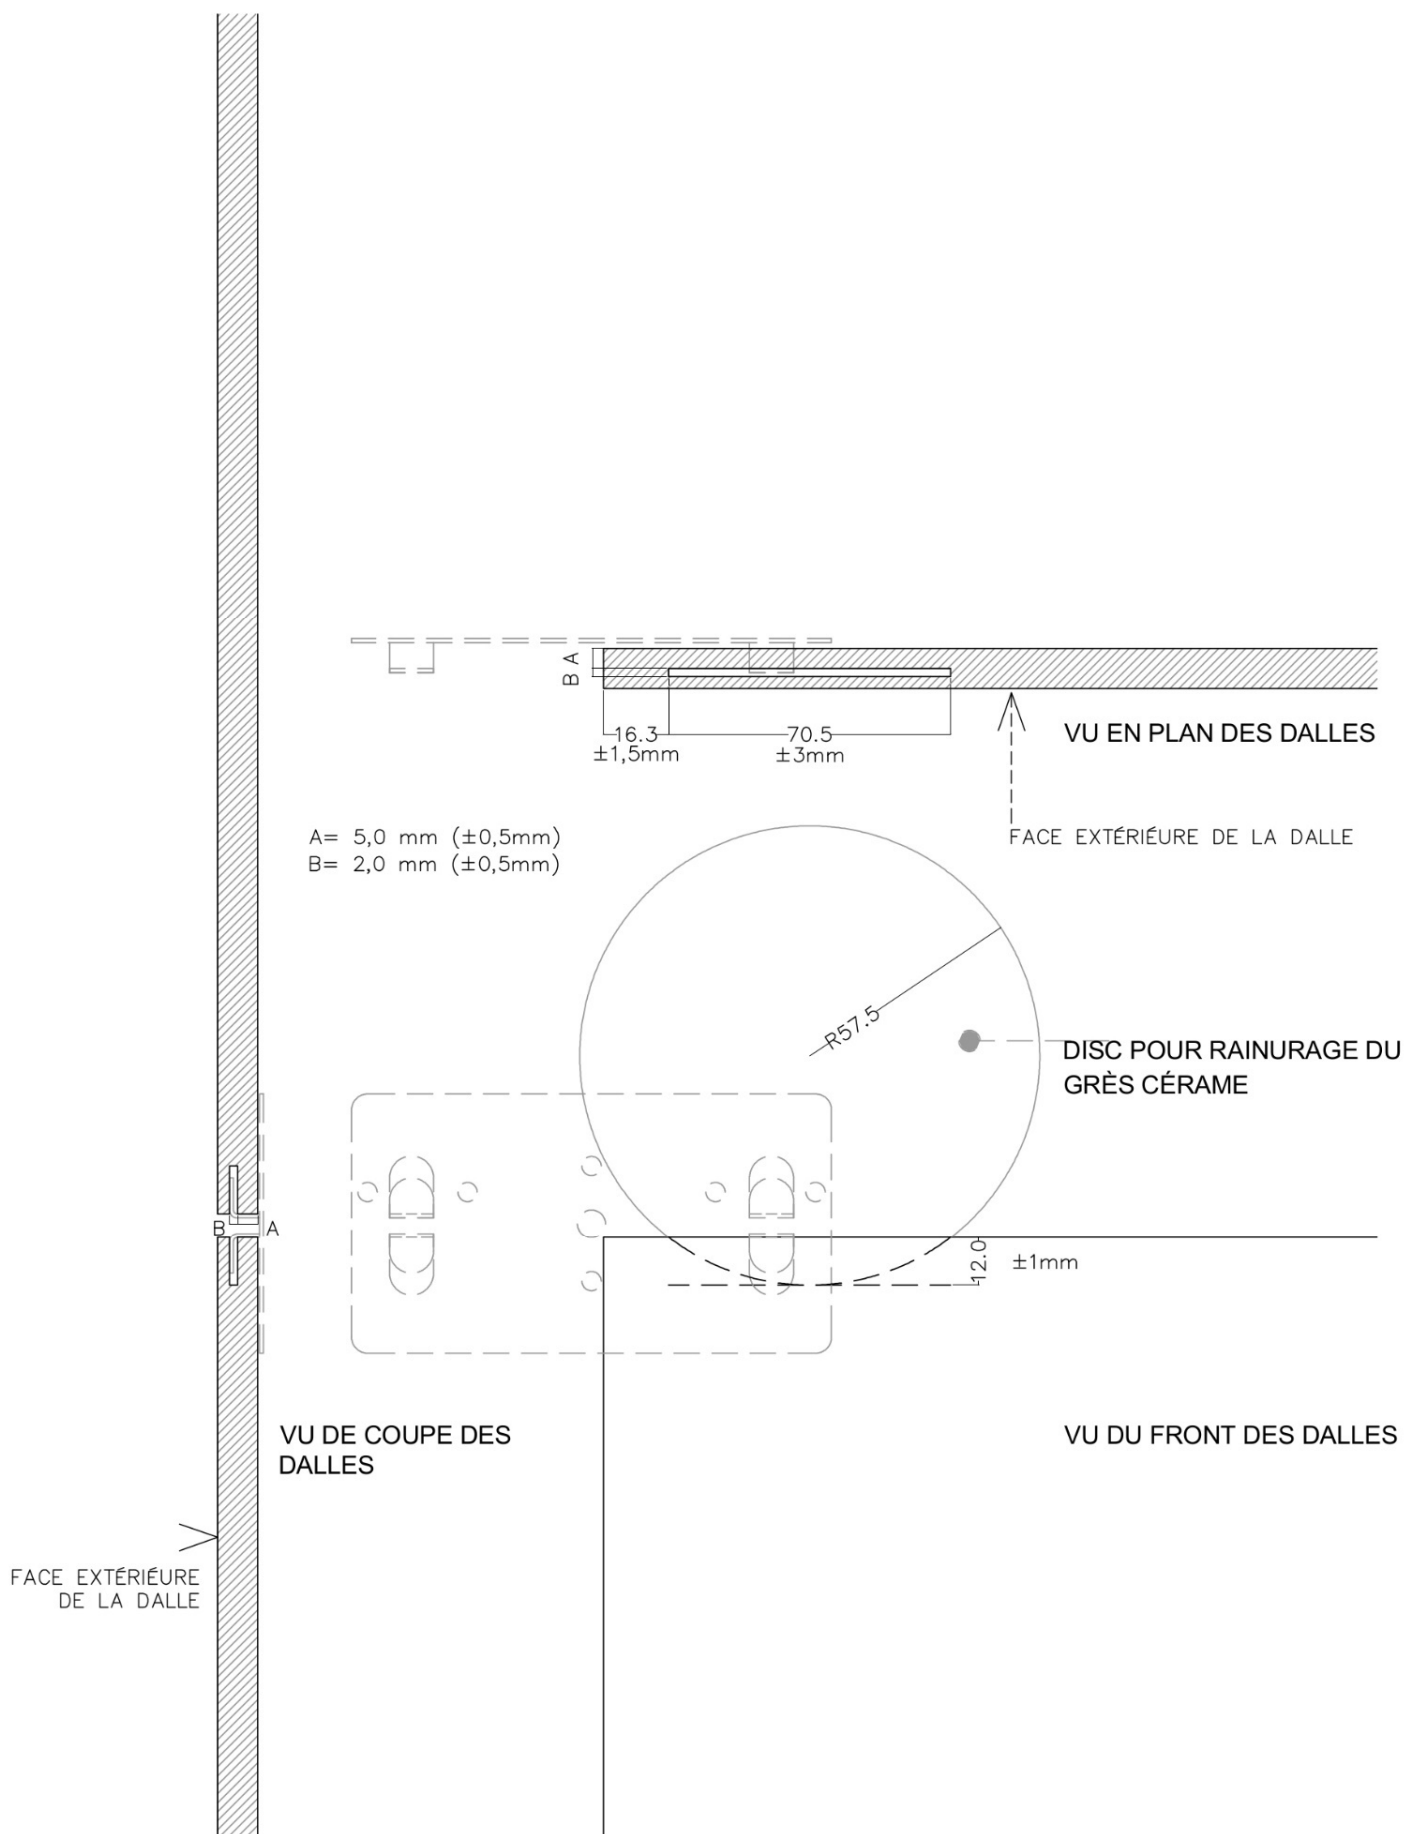 A
B
16.3
±1,5mm
70.5
±3mm
VU EN PLAN DES DALLES
A= 5,0 mm (±0,5mm)
B= 2,0 mm (±0,5mm)
FACE EXTÉRIÉURE DE LA DALLE
R57.5
DISC POUR RAINURAGE DU
GRÈS CÉRAME
B
A
12.0
±1mm
VU DE COUPE DES
DALLES
VU DU FRONT DES DALLES
FACE EXTÉRIÉURE
DE LA DALLE